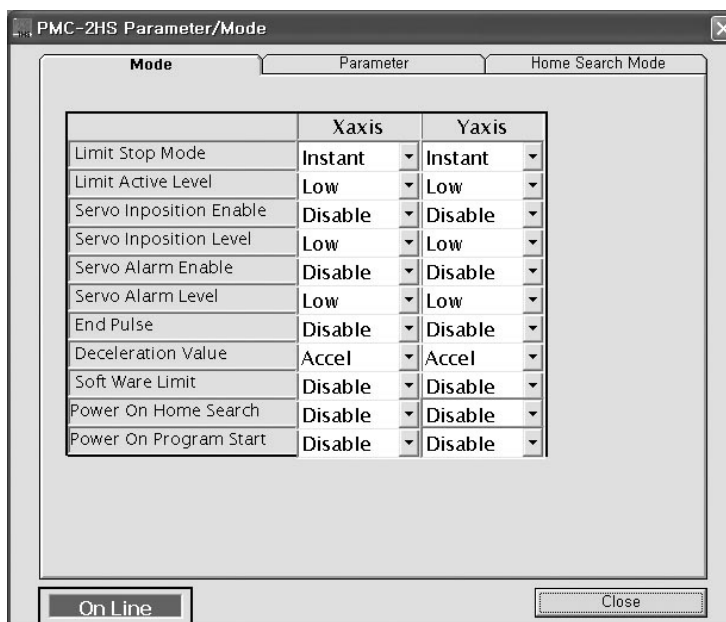 PMC-2HS Parameter/Mode
Mode Parameter Home Search Mode
Xaxis Yaxis
Limit Stop Mode Instant Instant
Limit Active Level Low Low
Servo Inposition Enable Disable Disable
Servo Inposition Level Low Low
Servo Alarm Enable Disable Disable
Servo Alarm Level Low Low
End Pulse Disable Disable
Deceleration Value Accel Accel
Soft Ware Limit Disable Disable
Power On Home Search Disable Disable
Power On Program Start Disable Disable
On Line Close